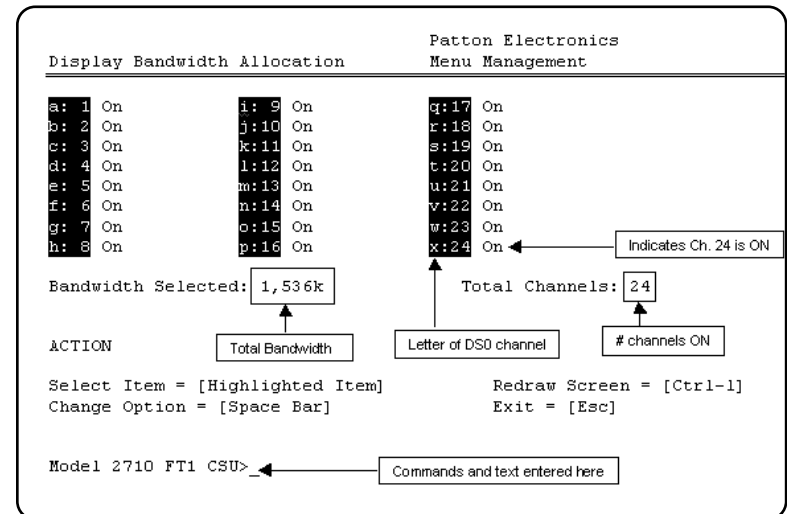 Patton Electronics
Display Bandwidth Allocation Menu Management
a: 1 On i: 9 On q:17 On
b: 2 On j:10 On r:18 On
c: 3 On k:11 On s:19 On
d: 4 On l:12 On t:20 On
e: 5 On m:13 On u:21 On
f: 6 On n:14 On v:22 On
g: 7 On o:15 On w:23 On
h: 8 On p:16 On x:24 On Indicates Ch. 24 is ON
Bandwidth Selected: 1,536k Total Channels: 24
ACTION Total Bandwidth Letter of DS0 channel # channels ON
Select Item = [Highlighted Item] Redraw Screen = [Ctrl-l]
Change Option = [Space Bar] Exit = [Esc]
Model 2710 FT1 CSU>_ Commands and text entered here